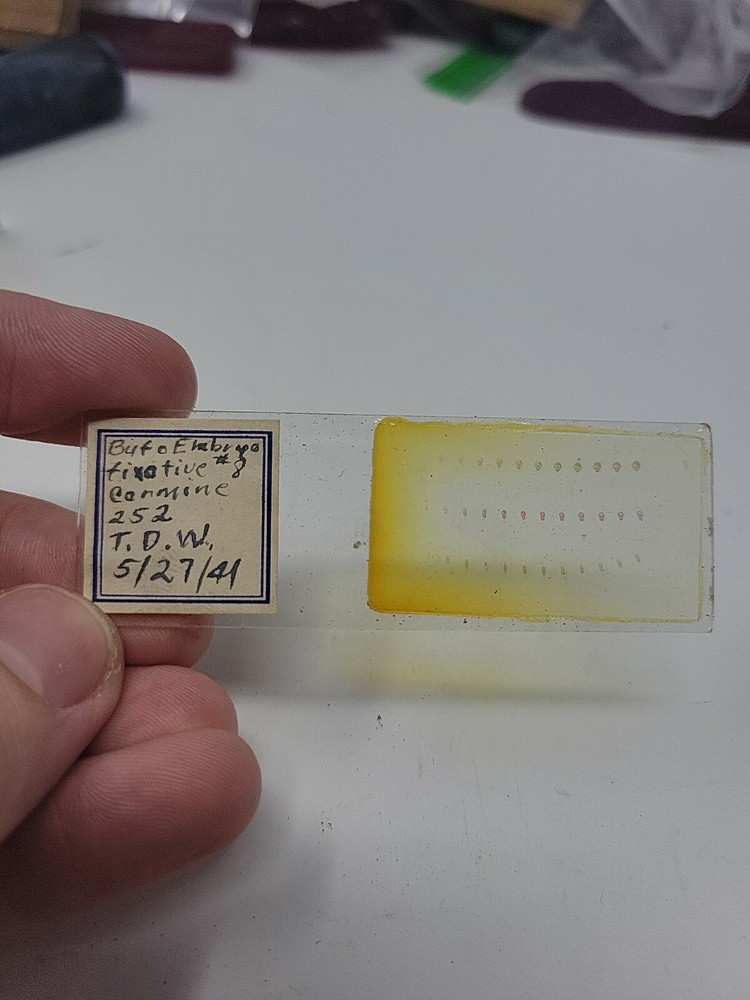 Bufo Embryo
fixative #8
Carmine
252
T. D. W.
5/27/41